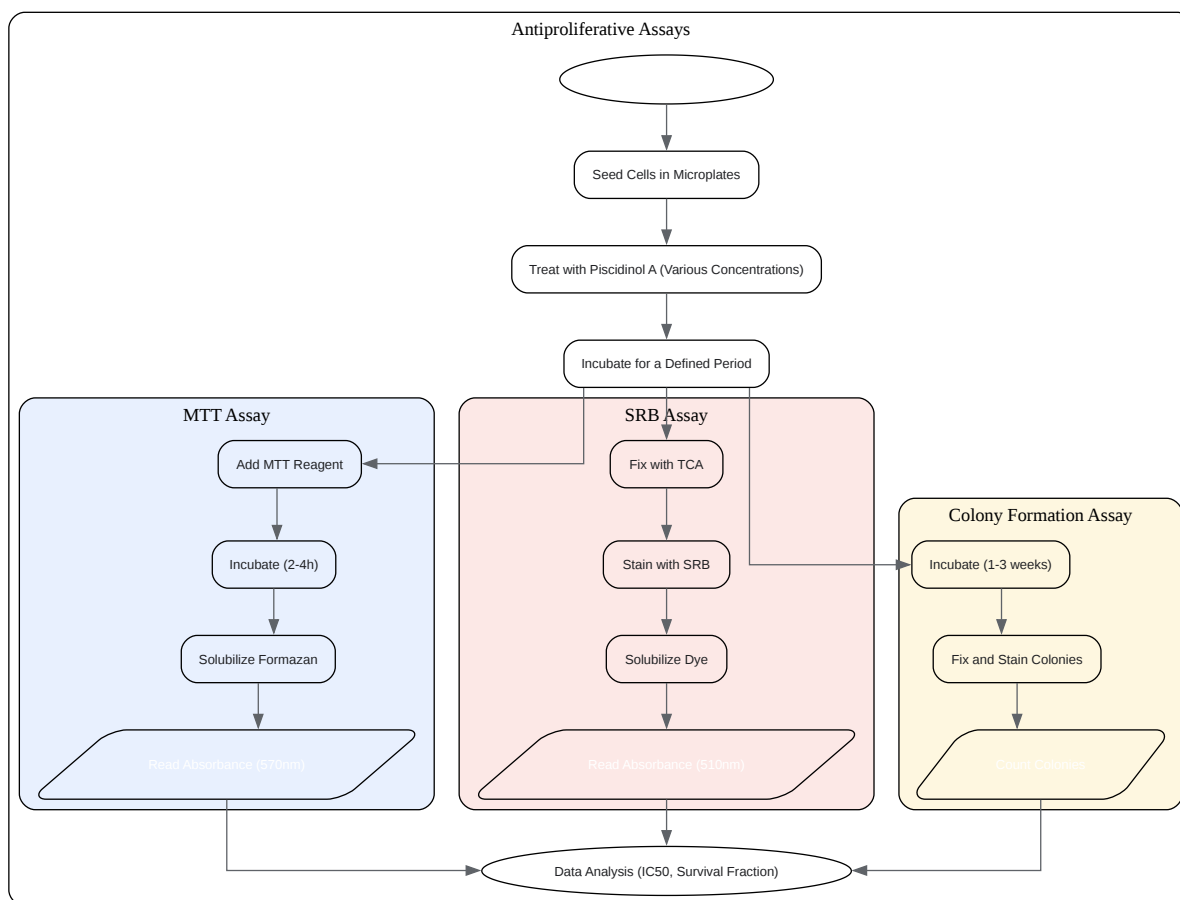 Antiproliferative Assays
Seed Cells in Microplates
Treat with Piscidinol A (Various Concentrations)
Incubate for a Defined Period
MTT Assay
Add MTT Reagent
Incubate (2-4h)
Solubilize Formazan
Read Absorbance (570nm)
SRB Assay
Fix with TCA
Stain with SRB
Solubilize Dye
Read Absorbance (510nm)
Colony Formation Assay
Incubate (1-3 weeks)
Fix and Stain Colonies
Count Colonies
Data Analysis (IC50, Survival Fraction)